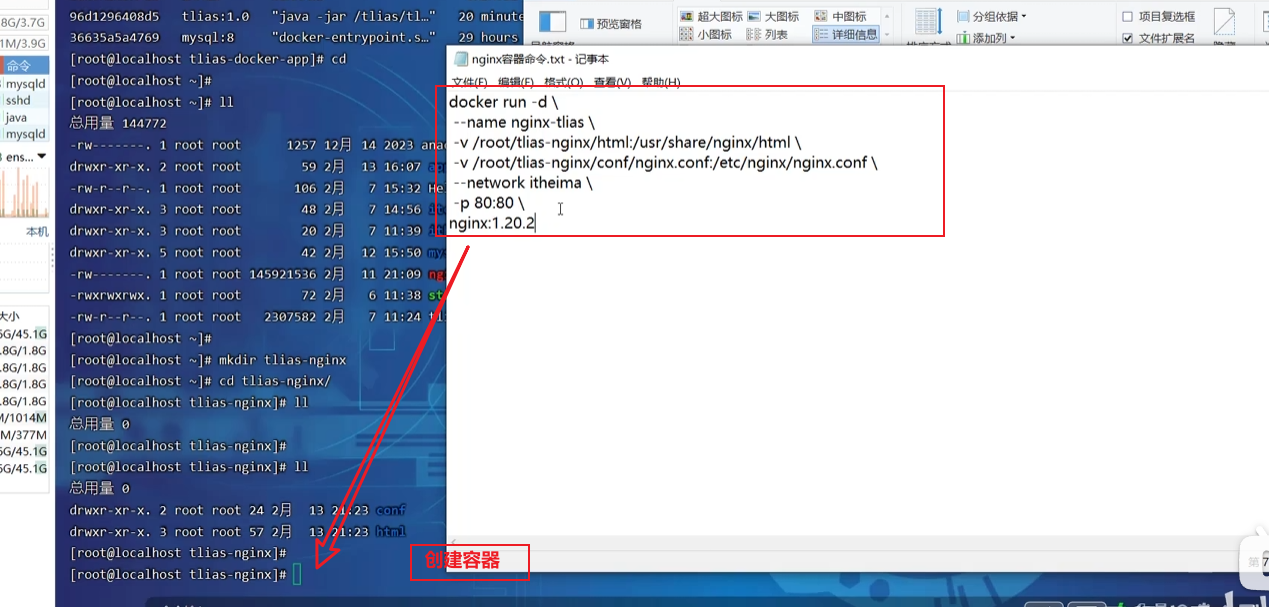 8G/3.7G
1M/3.9G
命令
mysqld
sshd
java
mysqld
ens...
本机
大小
5G/45.1G
.8G/1.8G
.8G/1.8G
.8G/1.8G
.8G/1.8G
M/1014M
M/377M
5G/45.1G
5G/45.1G
96d1296408d5 tlias:1.0 "java -jar /tlias/tl…" 20 minute
36635a5a4769 mysql:8 "docker-entrypoint.s…" 29 hours
[root@localhost tlias-docker-app]# cd
[root@localhost ~]#
[root@localhost ~]# ll
总用量 144772
-rw-------. 1 root root 1257 12月 14 2023 ana
drwxr-xr-x. 2 root root 59 2月 13 16:07
-rw-r--r--. 1 root root 106 2月 7 15:32 He
drwxr-xr-x. 3 root root 48 2月 7 14:56 it
drwxr-xr-x. 3 root root 20 2月 7 11:39 it
drwxr-xr-x. 5 root root 42 2月 12 15:50 my
-rw-------. 1 root root 145921536 2月 11 21:09 ng
-rwxrwxrwx. 1 root root 72 2月 6 11:38 st
-rw-r--r--. 1 root root 2307582 2月 7 11:24 tl
[root@localhost ~]#
[root@localhost ~]# mkdir tlias-nginx
[root@localhost ~]# cd tlias-nginx/
[root@localhost tlias-nginx]# ll
总用量 0
[root@localhost tlias-nginx]#
[root@localhost tlias-nginx]# ll
总用量 0
drwxr-xr-x. 2 root root 24 2月 13 21:23 conf
drwxr-xr-x. 3 root root 57 2月 13 21:23 html
[root@localhost tlias-nginx]#
[root@localhost tlias-nginx]#
预览窗格
超大图标 大图标 中图标
小图标 列表 详细信息
分组依据
添加列
项目复选框
文件扩展名
nginx容器命令.txt - 记事本
文件(F) 编辑(E) 格式(O) 查看(V) 帮助(H)
docker run -d \
--name nginx-tlias \
-v /root/tlias-nginx/html:/usr/share/nginx/html \
-v /root/tlias-nginx/conf/nginx.conf:/etc/nginx/nginx.conf \
--network itheima \
-p 80:80 \
nginx:1.20.2
创建容器
第7